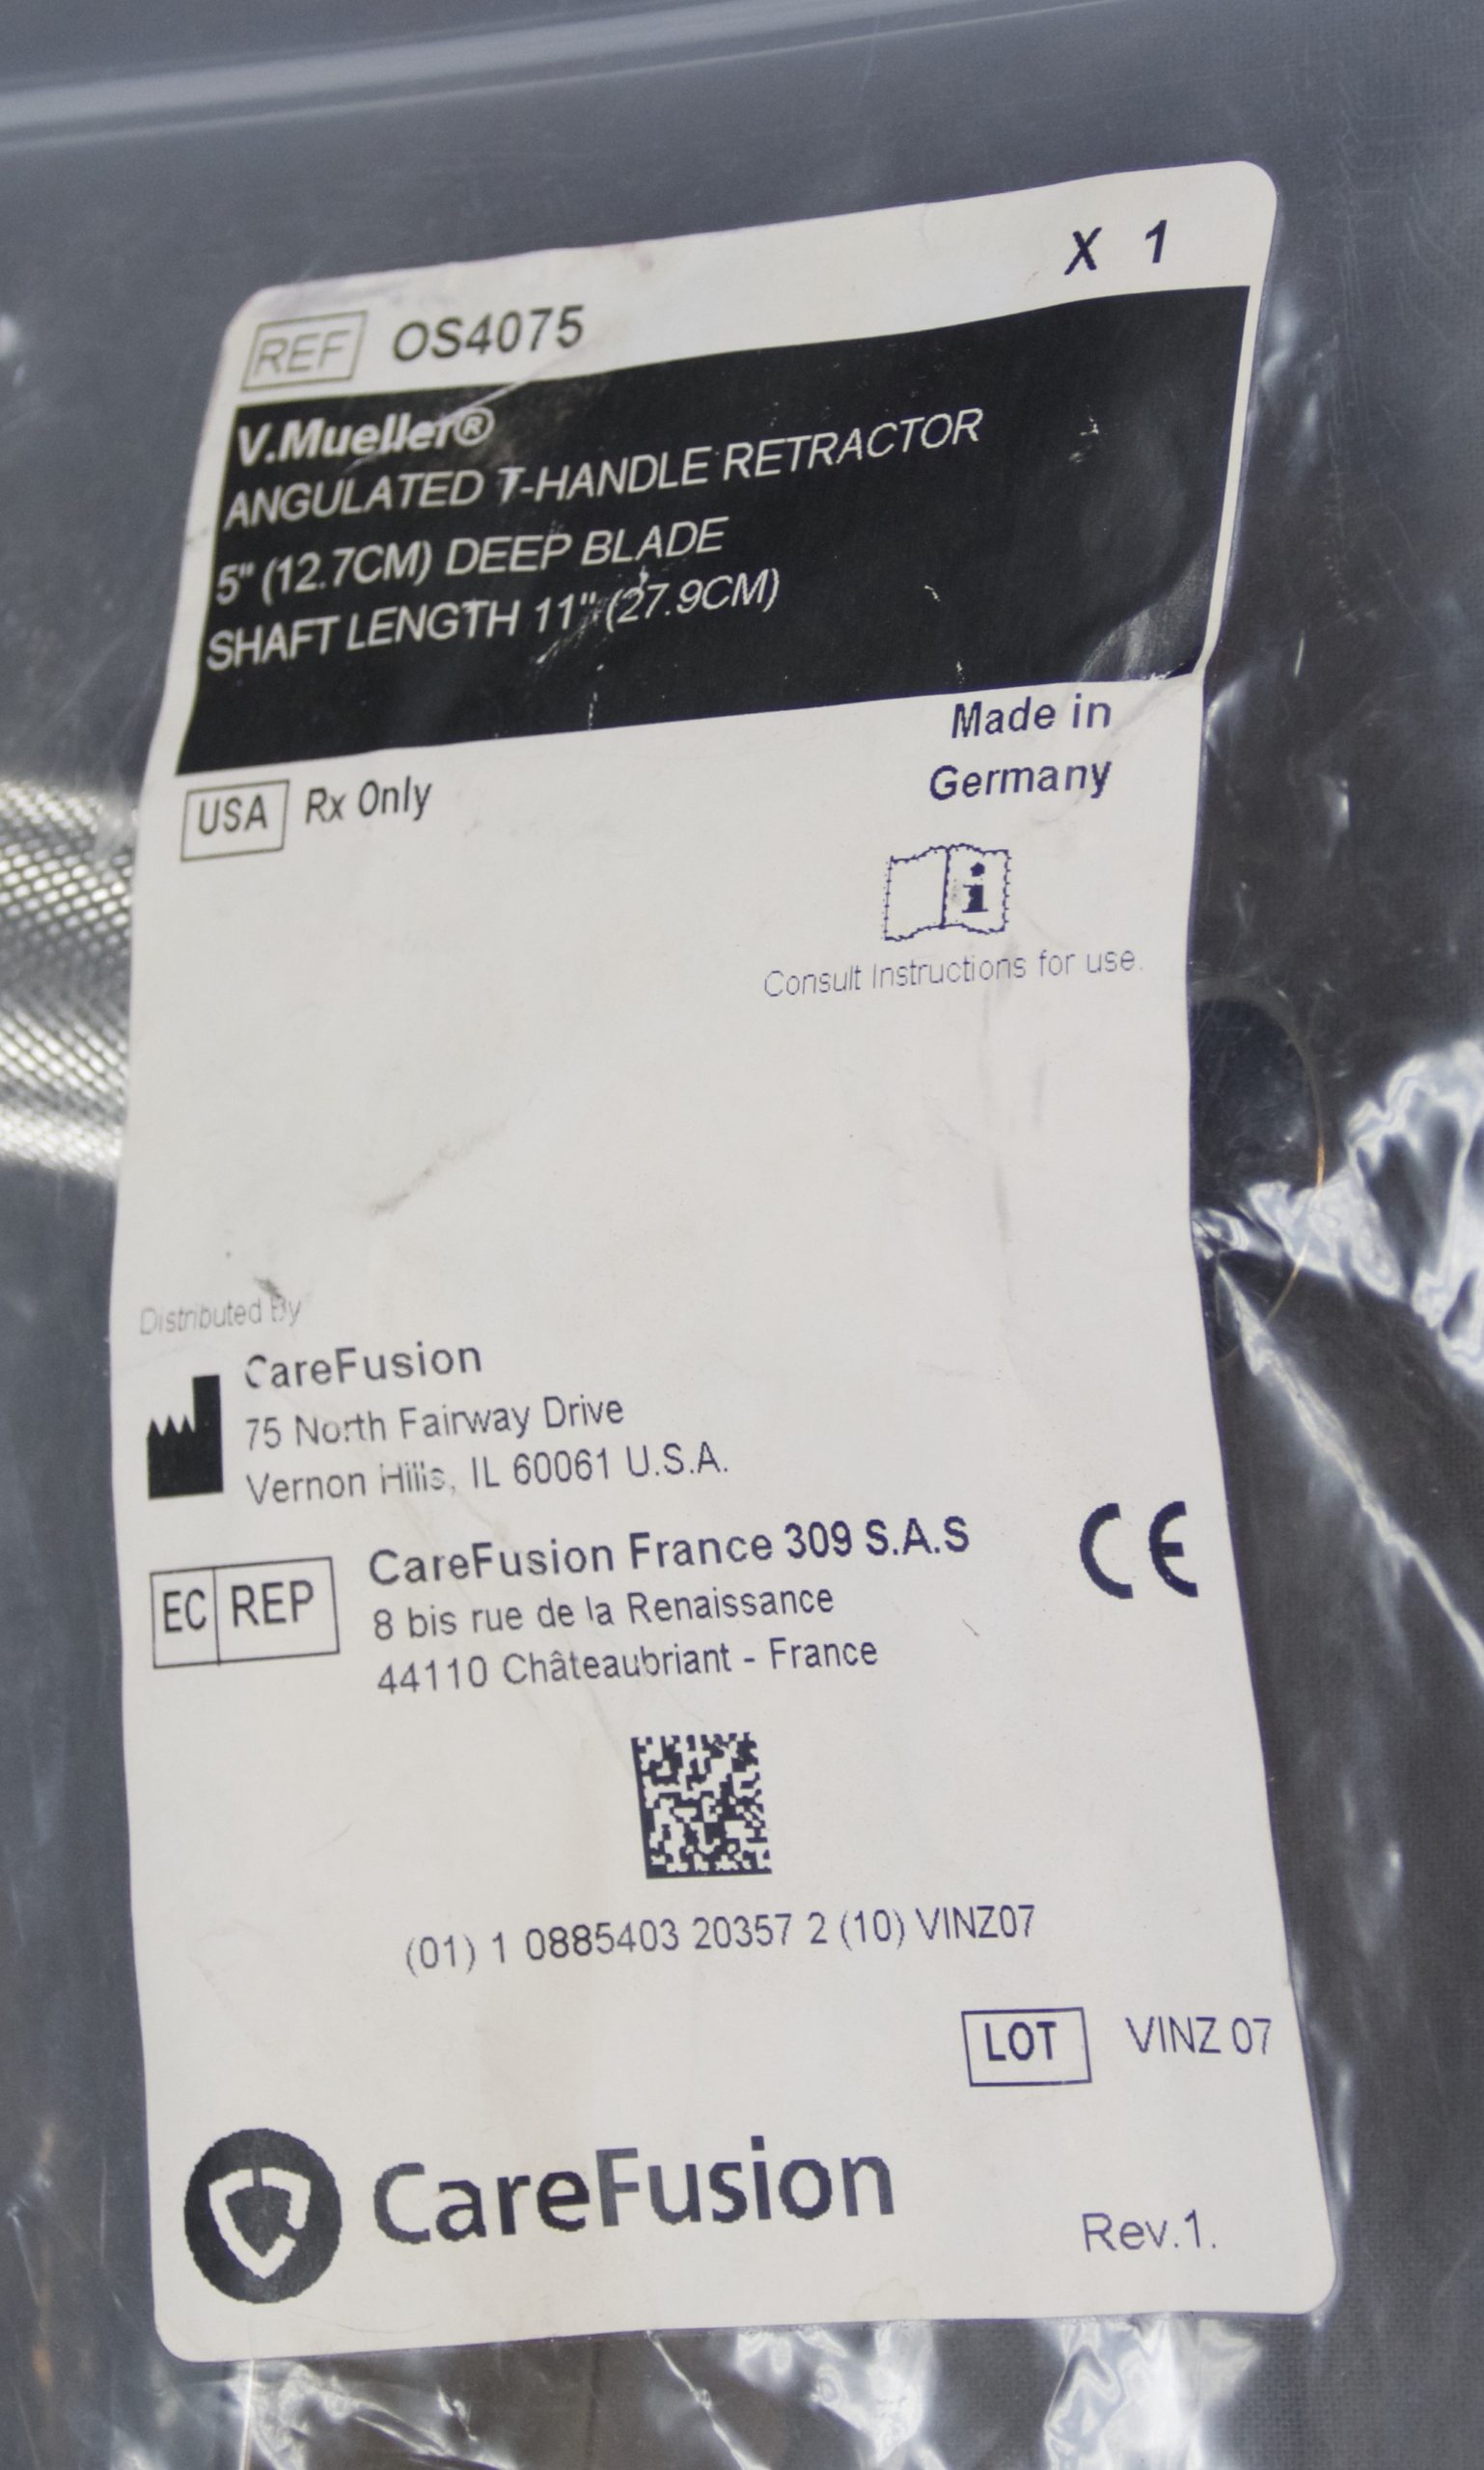 X 1
REF OS4075
V.Mueller®
ANGULATED T-HANDLE RETRACTOR
5" (12.7CM) DEEP BLADE
SHAFT LENGTH 11" (27.9CM)
Made in
Germany
USA Rx Only
i
Consult Instructions for use.
Distributed By
CareFusion
75 North Fairway Drive
Vernon Hills, IL 60061 U.S.A.
EC REP
CareFusion France 309 S.A.S
8 bis rue de la Renaissance
44110 Châteaubriant - France
CE
(01) 1 0885403 20357 2 (10) VINZ07
LOT VINZ 07
CareFusion
Rev.1.